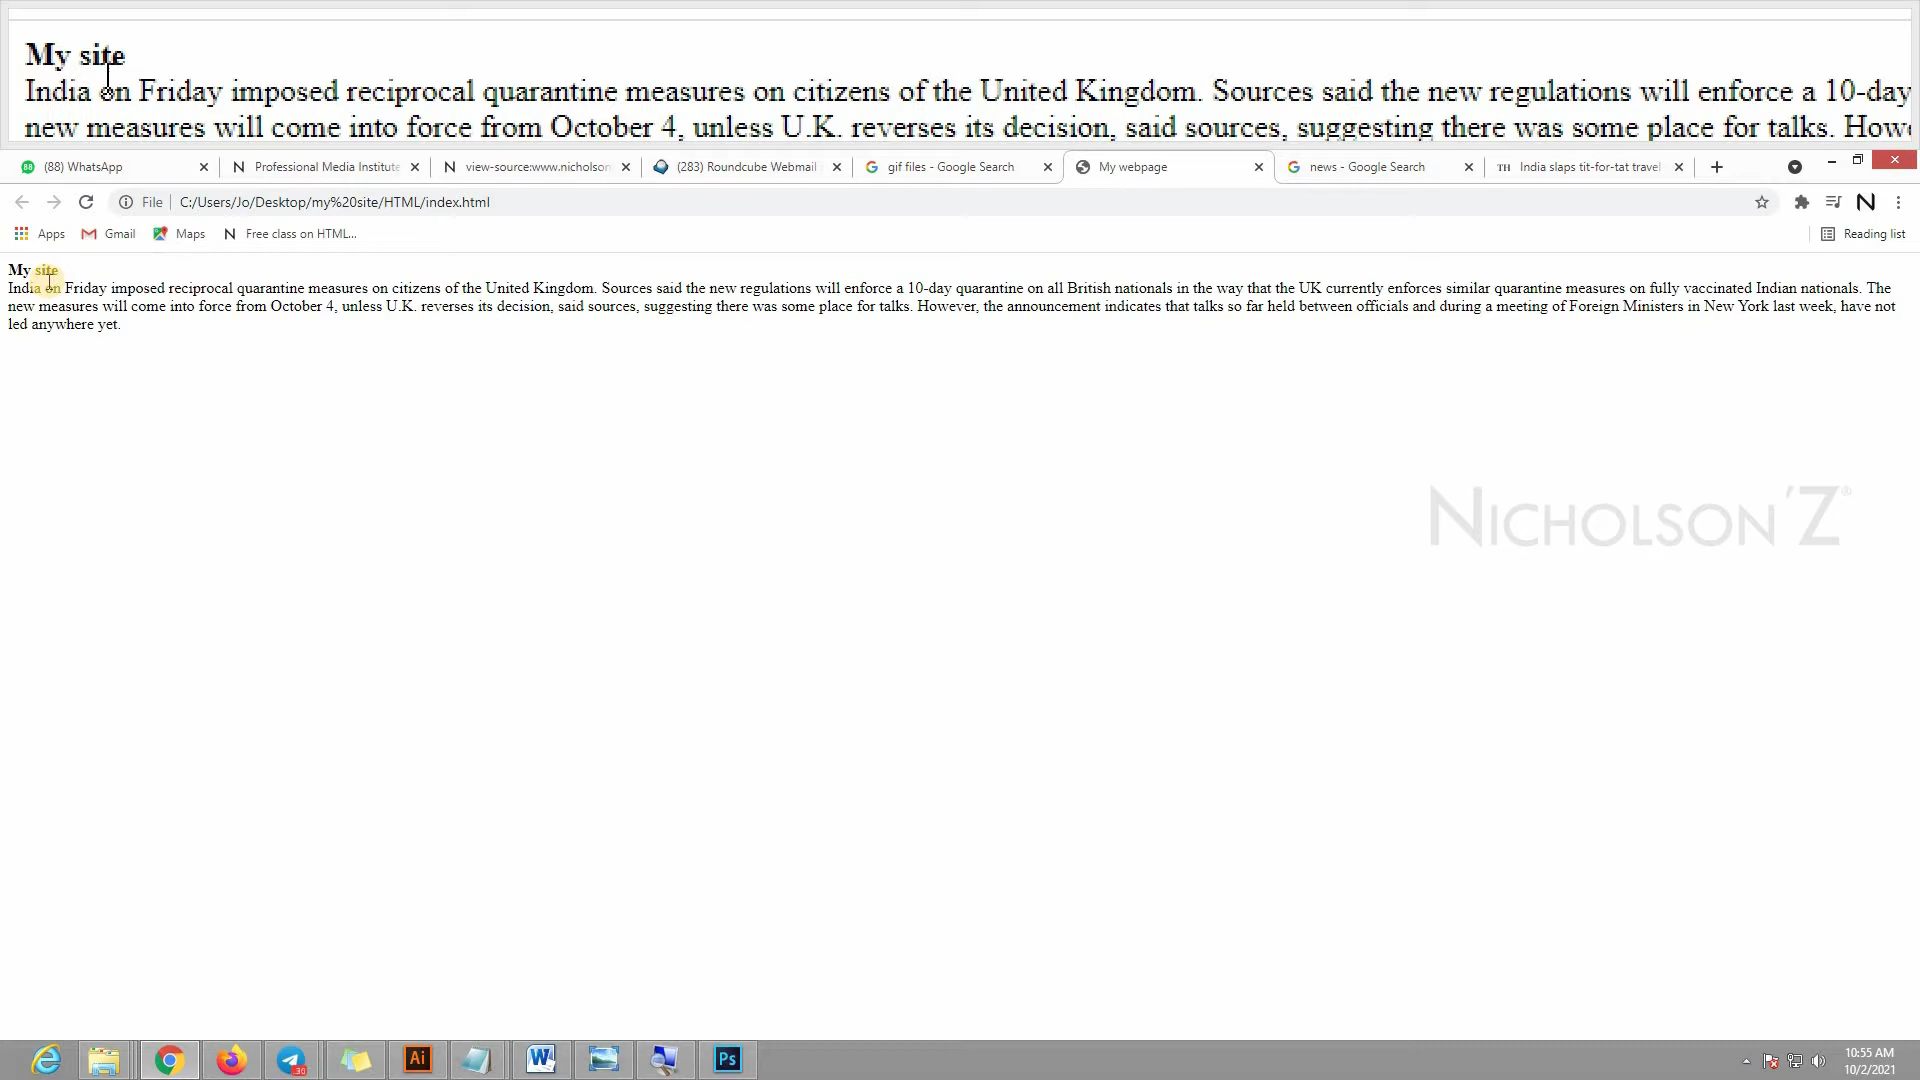 My site
India on Friday imposed reciprocal quarantine measures on citizens of the United Kingdom. Sources said the new regulations will enforce a 10-day
new measures will come into force from October 4, unless U.K. reverses its decision, said sources, suggesting there was some place for talks. Howe
(88) WhatsApp
Professional Media Institute
view-source:www.nicholson
(283) Roundcube Webmail
gif files - Google Search
My webpage
news - Google Search
TH India slaps tit-for-tat travel
File C:/Users/Jo/Desktop/my%20site/HTML/index.html
Apps Gmail Maps N Free class on HTML... Reading list
My site
India on Friday imposed reciprocal quarantine measures on citizens of the United Kingdom. Sources said the new regulations will enforce a 10-day quarantine on all British nationals in the way that the UK currently enforces similar quarantine measures on fully vaccinated Indian nationals. The
new measures will come into force from October 4, unless U.K. reverses its decision, said sources, suggesting there was some place for talks. However, the announcement indicates that talks so far held between officials and during a meeting of Foreign Ministers in New York last week, have not
led anywhere yet.
NICHOLSON'Z®
Ai
Ps
.30
10:55 AM
10/2/2021